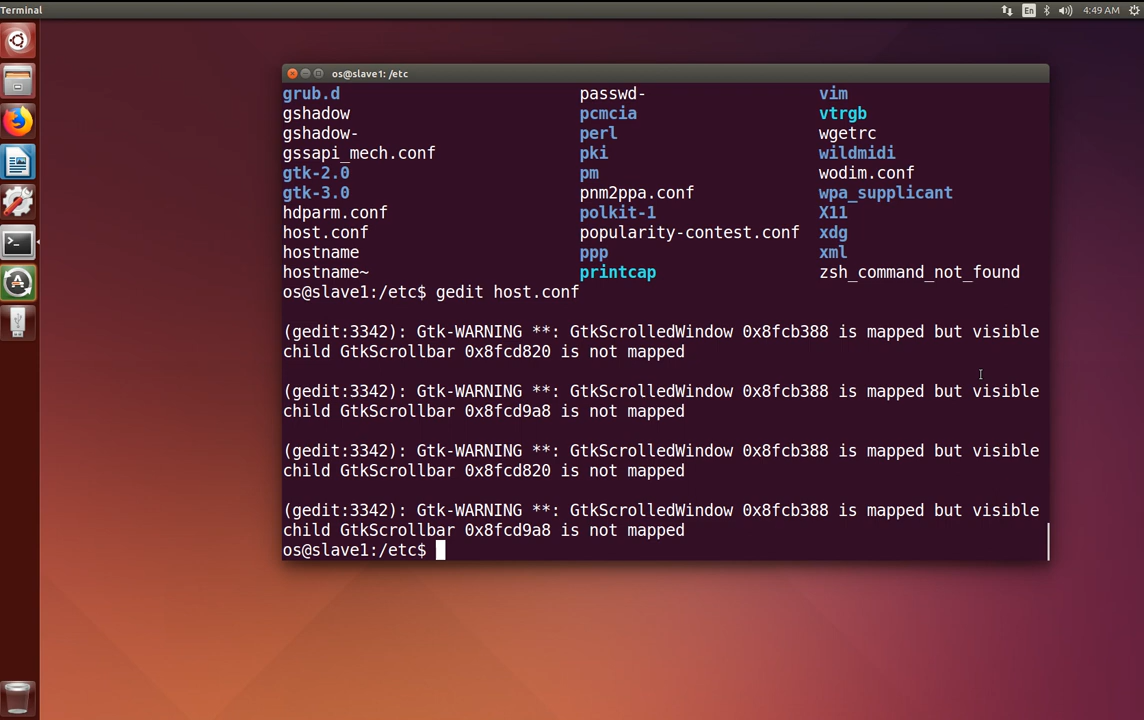 Terminal
En
4:49 AM
os@slave1: /etc
grub.d passwd- vim
gshadow pcmcia vtrgb
gshadow- perl wgetrc
gssapi_mech.conf pki wildmidi
gtk-2.0 pm wodim.conf
gtk-3.0 pnm2ppa.conf wpa_supplicant
hdparm.conf polkit-1 X11
host.conf popularity-contest.conf xdg
hostname ppp xml
hostname~ printcap zsh_command_not_found
os@slave1:/etc$ gedit host.conf
(gedit:3342): Gtk-WARNING **: GtkScrolledWindow 0x8fcb388 is mapped but visible
child GtkScrollbar 0x8fcd820 is not mapped
(gedit:3342): Gtk-WARNING **: GtkScrolledWindow 0x8fcb388 is mapped but visible
child GtkScrollbar 0x8fcd9a8 is not mapped
(gedit:3342): Gtk-WARNING **: GtkScrolledWindow 0x8fcb388 is mapped but visible
child GtkScrollbar 0x8fcd820 is not mapped
(gedit:3342): Gtk-WARNING **: GtkScrolledWindow 0x8fcb388 is mapped but visible
child GtkScrollbar 0x8fcd9a8 is not mapped
os@slave1:/etc$